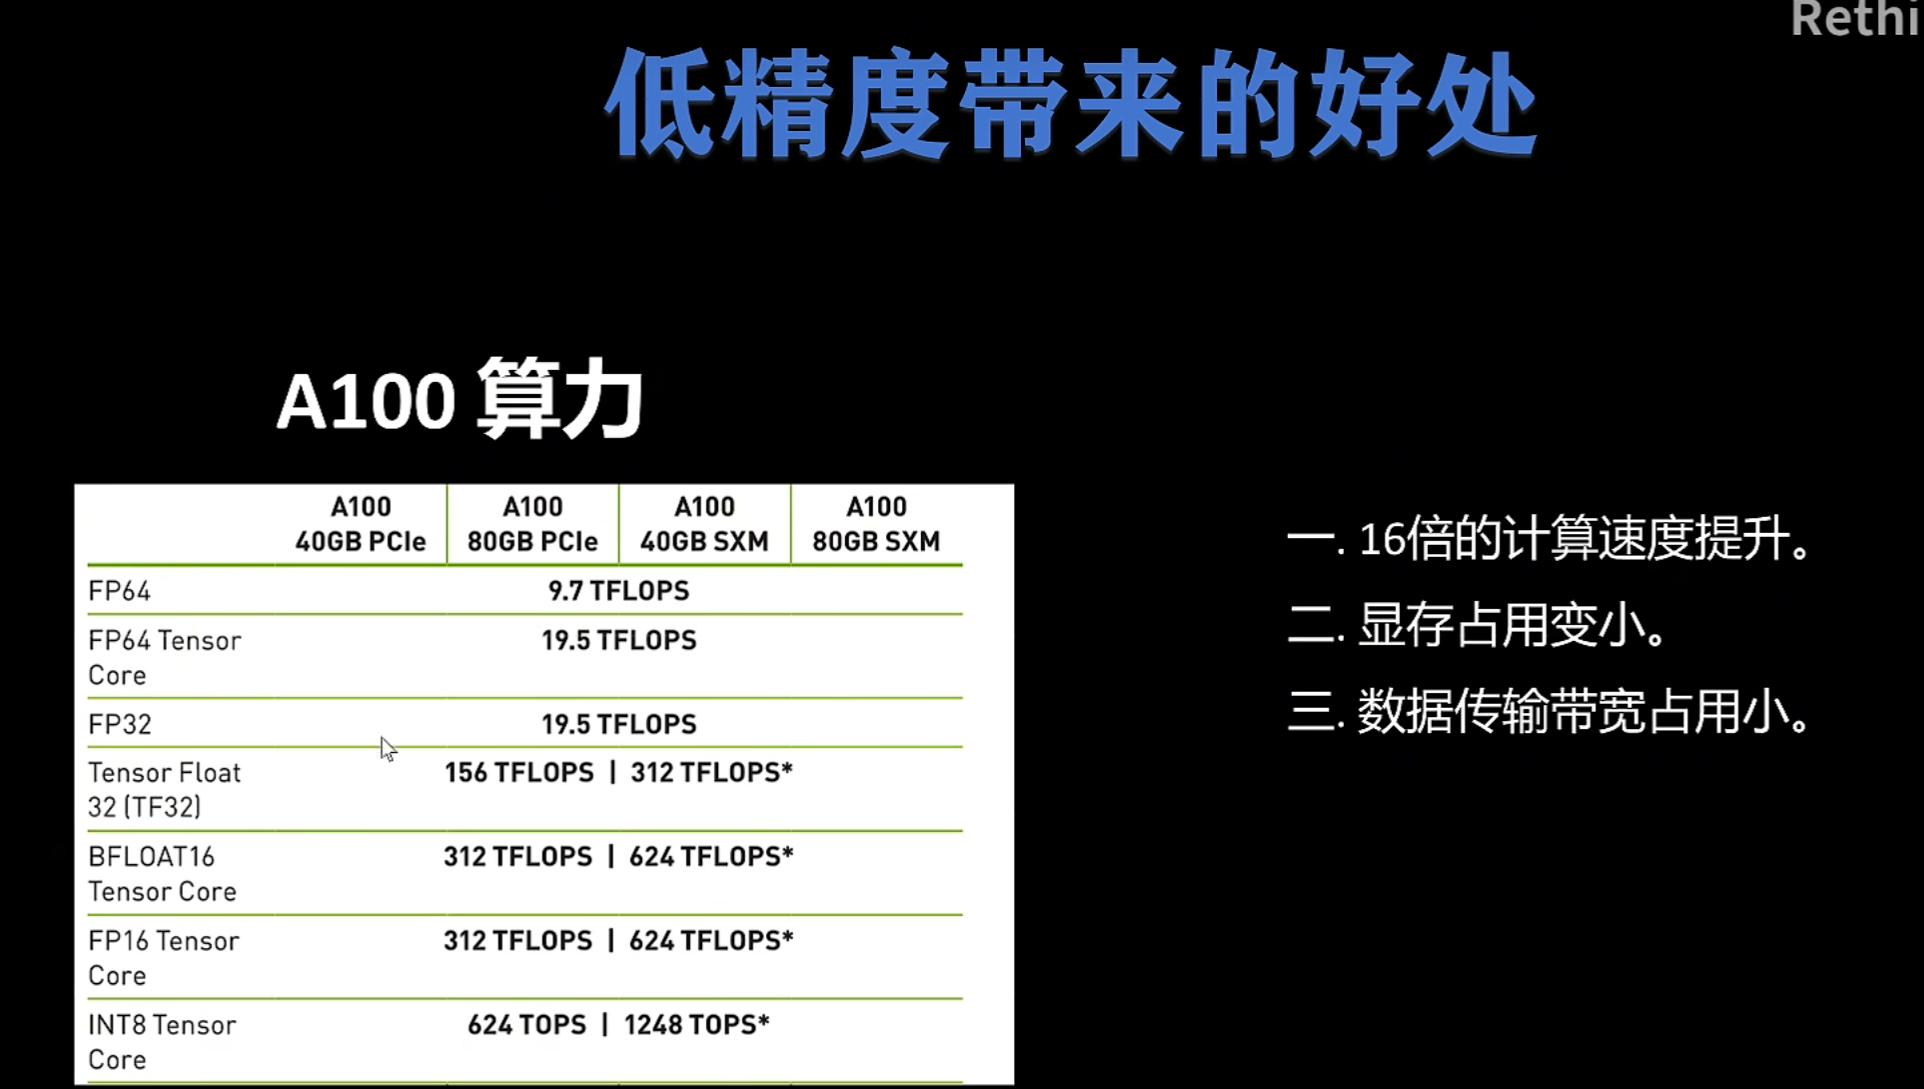 Rethi
低精度带来的好处
A100 算力
A100 A100 A100 A100
40GB PCIe 80GB PCIe 40GB SXM 80GB SXM
FP64 9.7 TFLOPS
FP64 Tensor 19.5 TFLOPS
Core
FP32 19.5 TFLOPS
Tensor Float 156 TFLOPS | 312 TFLOPS*
32 (TF32)
BFLOAT16 312 TFLOPS | 624 TFLOPS*
Tensor Core
FP16 Tensor 312 TFLOPS | 624 TFLOPS*
Core
INT8 Tensor 624 TOPS | 1248 TOPS*
Core
一. 16倍的计算速度提升。
二. 显存占用变小。
三. 数据传输带宽占用小。